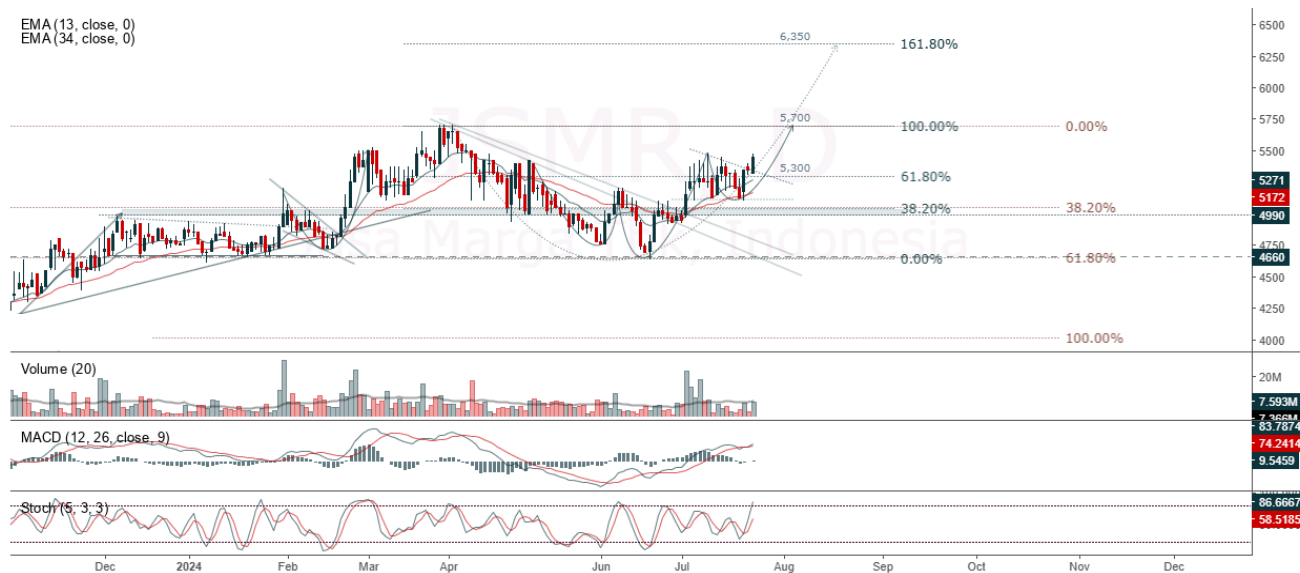 EMA (13, close, 0)
EMA (34, close, 0)
JSMR D
6500
6,350
161.80%
6250
6000
5,700
100.00%
0.00%
5750
5500
5,300
61.80%
5271
5172
38.20%
38.20%
4990
4750
0.00%
61.80%
4660
4500
4250
100.00%
4000
Volume (20)
20M
7.593M
7.366M
MACD (12, 26, close, 9)
83.7874
74.2414
9.5459
Stoch (5, 3, 3)
86.6667
58.5185
Dec
2024
Feb
Mar
Apr
Jun
Jul
Aug
Sep
Oct
Nov
Dec